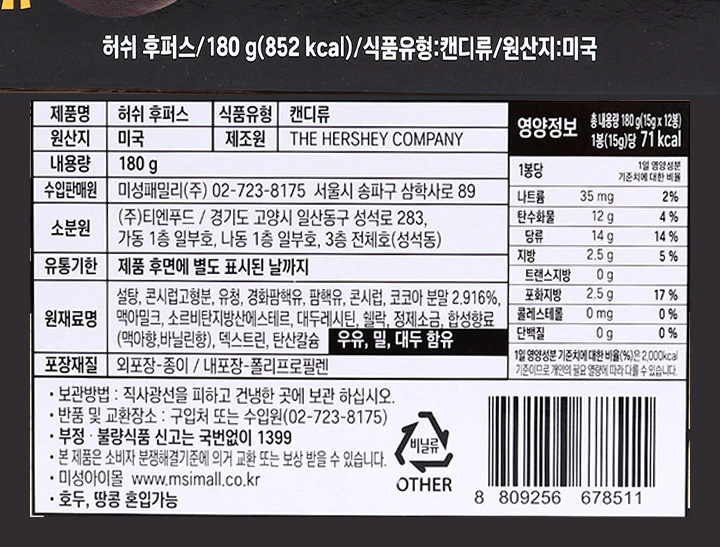 허쉬 후퍼스/180 g(852 kcal)/식품유형:캔디류/원산지:미국
제품명 허쉬 후퍼스 식품유형 캔디류
원산지 미국 제조원 THE HERSHEY COMPANY
내용량 180 g
수입판매원 미성패밀리(주) 02-723-8175 서울시 송파구 삼학사로 89
소분원 (주)티엔푸드 / 경기도 고양시 일산동구 성석로 283,
가동 1층 일부호, 나동 1층 일부호, 3층 전체호(성석동)
유통기한 제품 후면에 별도 표시된 날까지
원재료명 설탕, 콘시럽고형분, 유청, 경화팜핵유, 팜핵유, 콘시럽, 코코아 분말 2.916%,
맥아밀크, 소르비탄지방산에스테르, 대두레시틴, 쉘락, 정제소금, 합성향료
(맥아향,바닐린향), 덱스트린, 탄산칼슘 우유, 밀, 대두 함유
포장재질 외포장-종이 / 내포장-폴리프로필렌
영양정보 총 내용량 180 g(15g x 12봉)
1봉(15g)당 71 kcal
1봉당 1일 영양성분
기준치에 대한 비율
나트륨 35 mg 2%
탄수화물 12 g 4 %
당류 14 g 14 %
지방 2.5 g 5 %
트랜스지방 0 g
포화지방 2.5 g 17 %
콜레스테롤 0 mg 0 %
단백질 0 g 0 %
1일 영양성분 기준치에 대한 비율(%)은 2,000kcal
기준이므로 개인의 필요 열량에 따라 다를 수 있습니다.
· 보관방법 : 직사광선을 피하고 건냉한 곳에 보관 하십시오.
· 반품 및 교환장소 : 구입처 또는 수입원(02-723-8175)
· 부정 · 불량식품 신고는 국번없이 1399
· 본 제품은 소비자 분쟁해결기준에 의거 교환 또는 보상 받을 수 있습니다.
· 미성아이몰 www.msimall.co.kr
· 호두, 땅콩 혼입가능
비닐류
OTHER
8 809256 678511